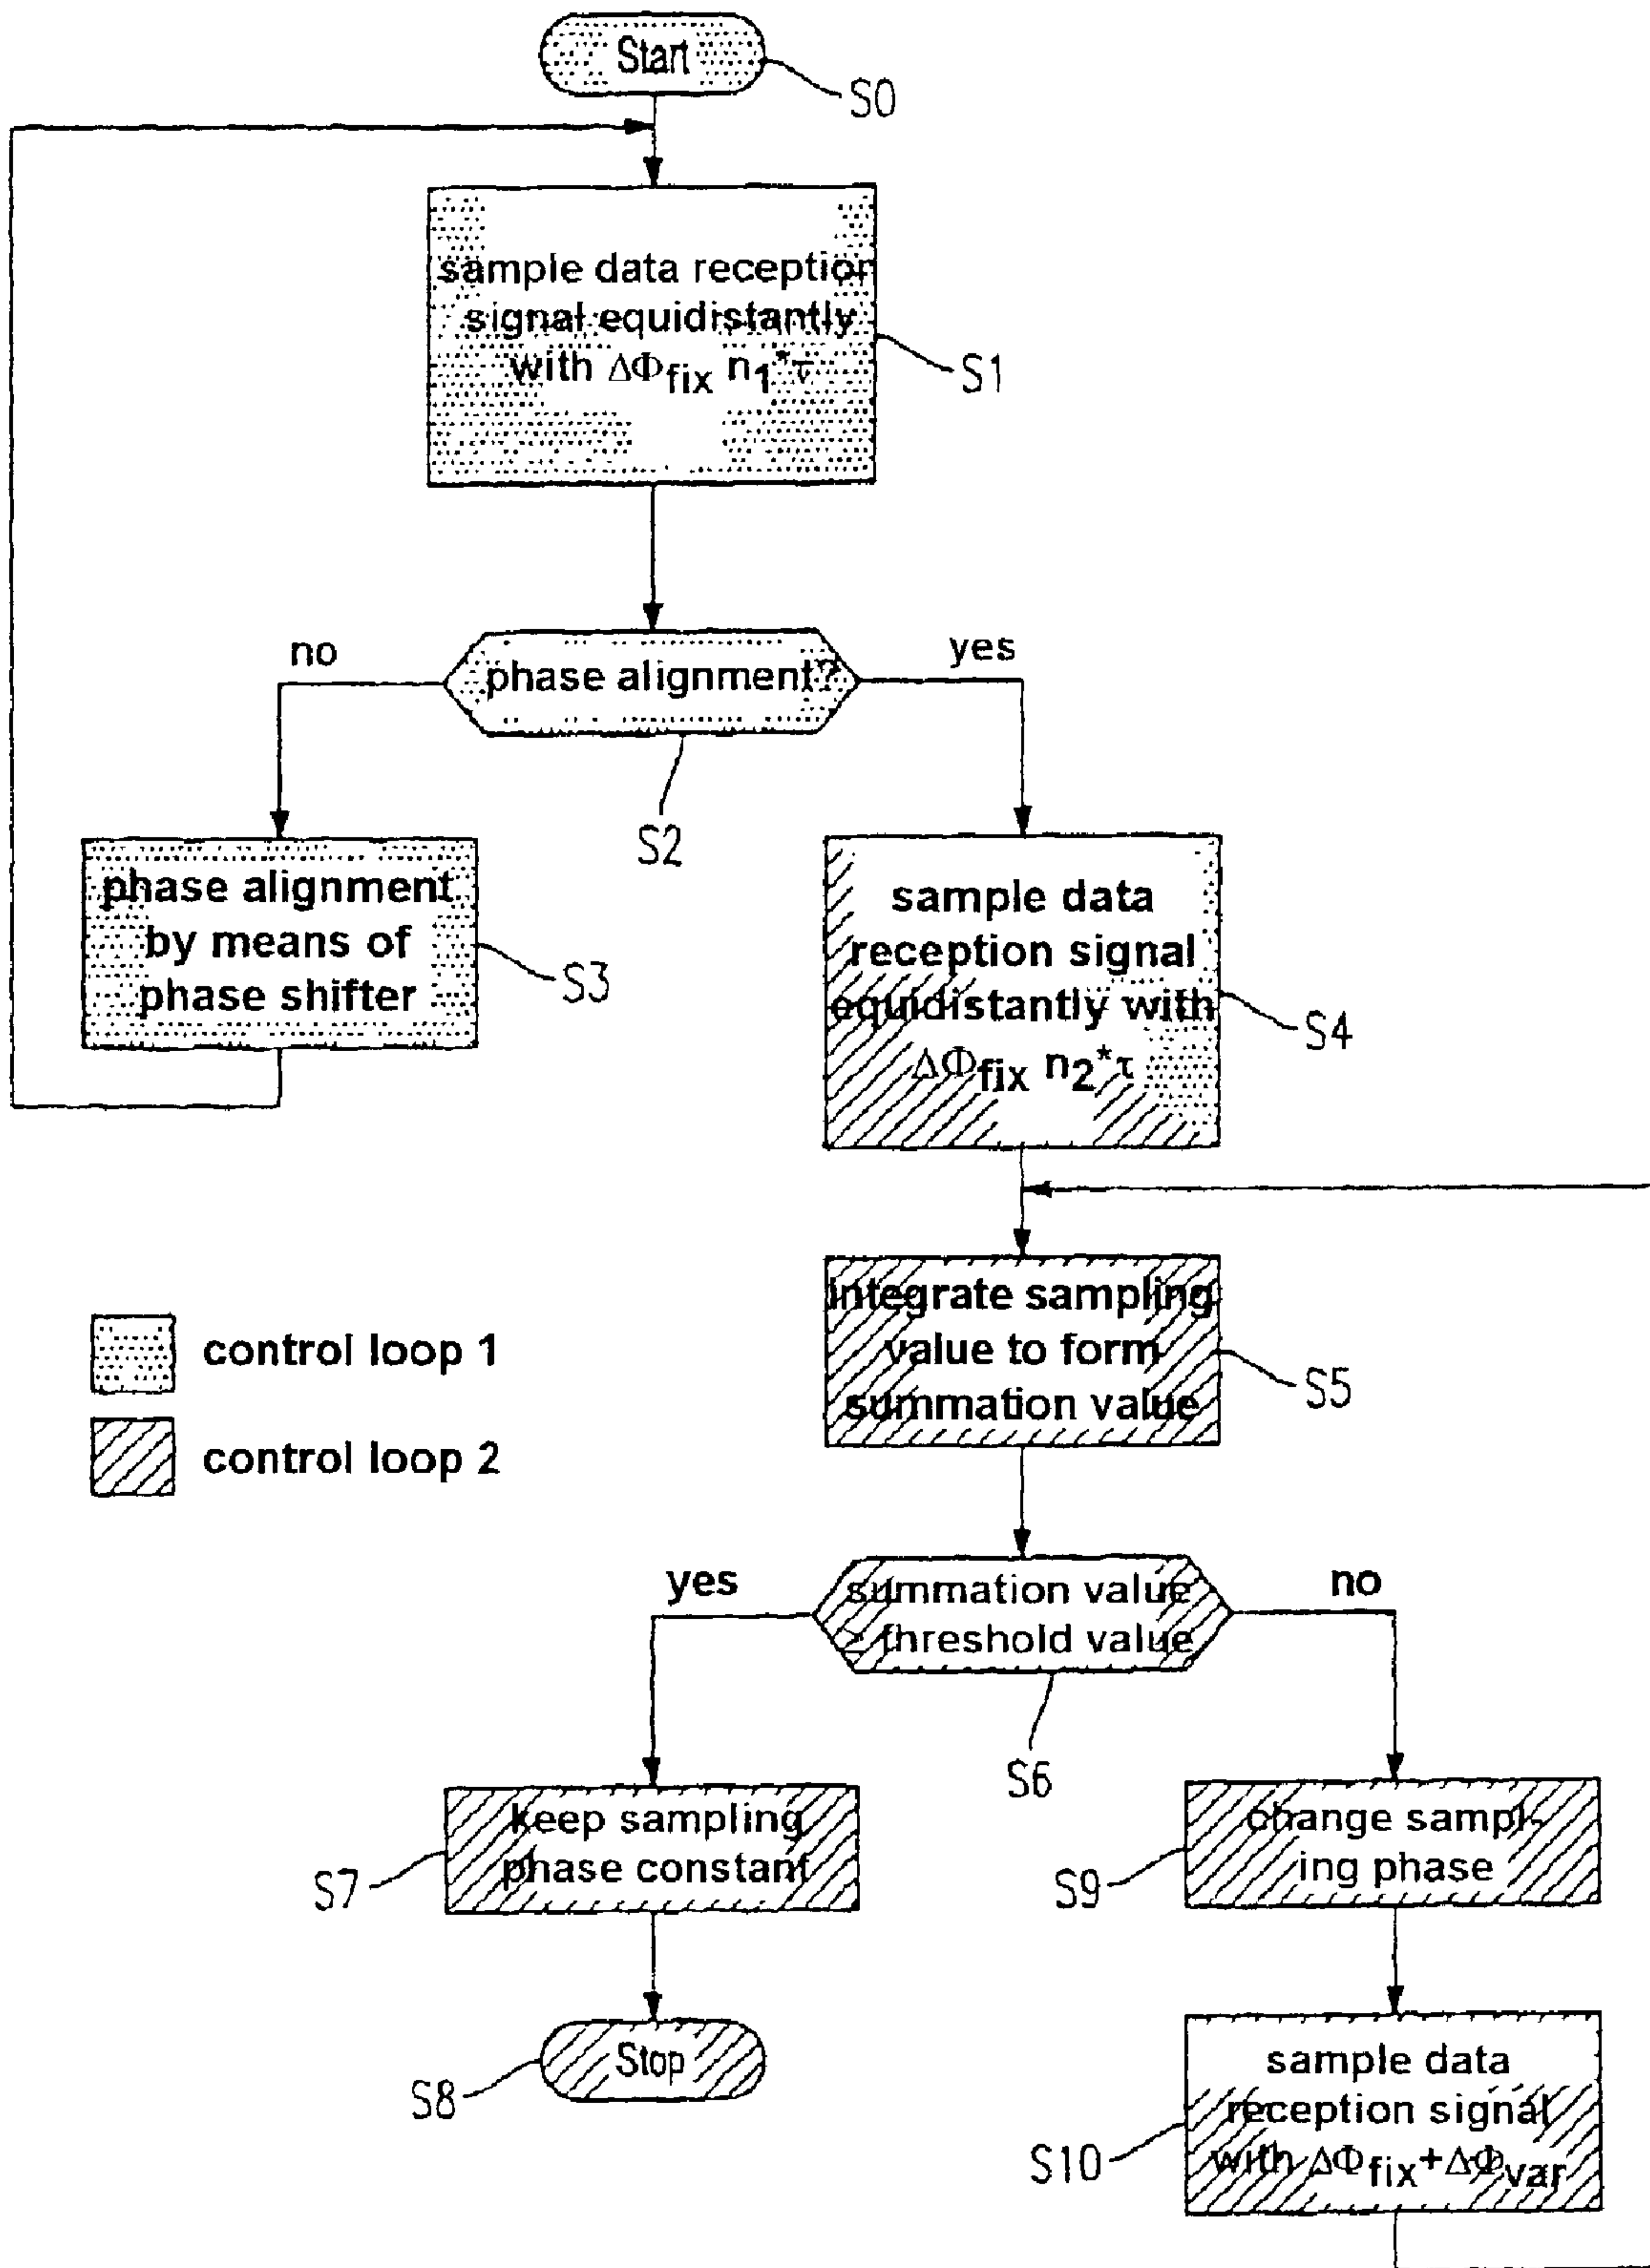 Start
S0
sample data reception
signal equidistantly
with ΔΦfix n1*τ
S1
no
phase alignment?
yes
S2
phase alignment
by means of
phase shifter
S3
sample data
reception signal
equidistantly with
ΔΦfix n2*τ
S4
integrate sampling
value to form
summation value
S5
control loop 1
control loop 2
yes
summation value
threshold value
no
S6
keep sampling
phase constant
S7
change sampl-
ing phase
S9
Stop
S8
sample data
reception signal
with ΔΦfix+ΔΦvar
S10